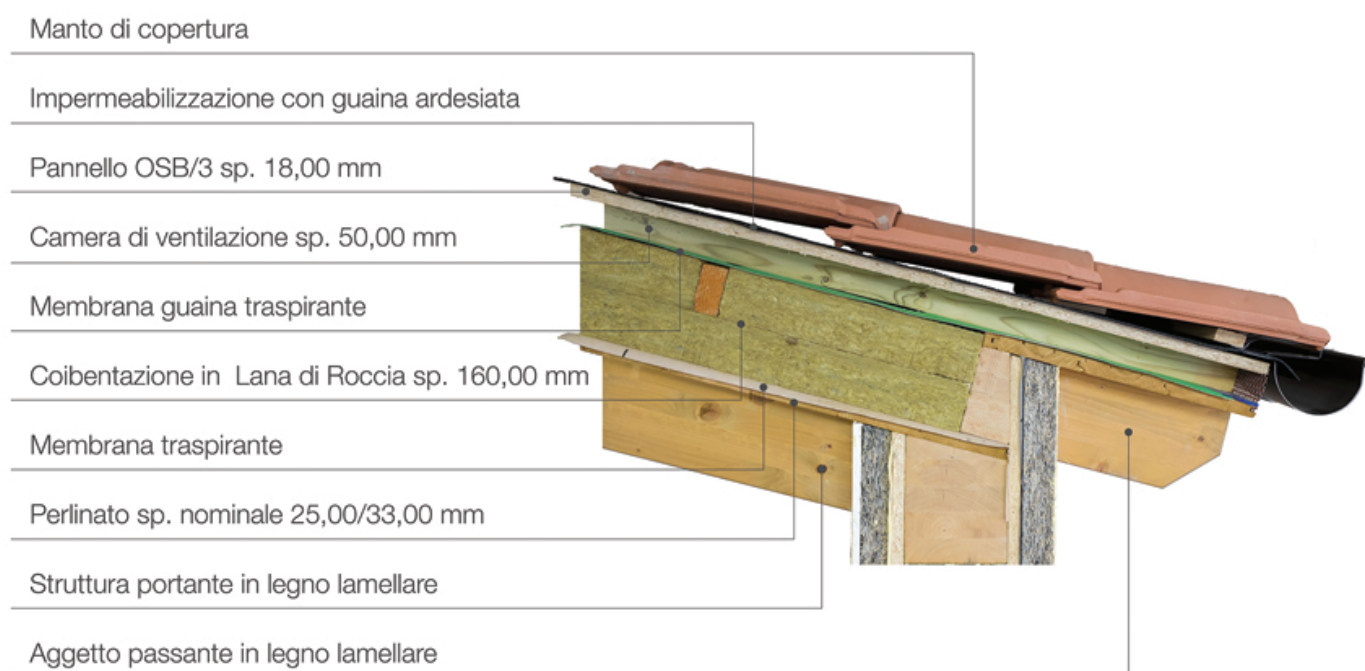 Manto di copertura
Impermeabilizzazione con guaina ardesiata
Pannello OSB/3 sp. 18,00 mm
Camera di ventilazione sp. 50,00 mm
Membrana guaina traspirante
Coibentazione in Lana di Roccia sp. 160,00 mm
Membrana traspirante
Perlinato sp. nominale 25,00/33,00 mm
Struttura portante in legno lamellare
Aggetto passante in legno lamellare